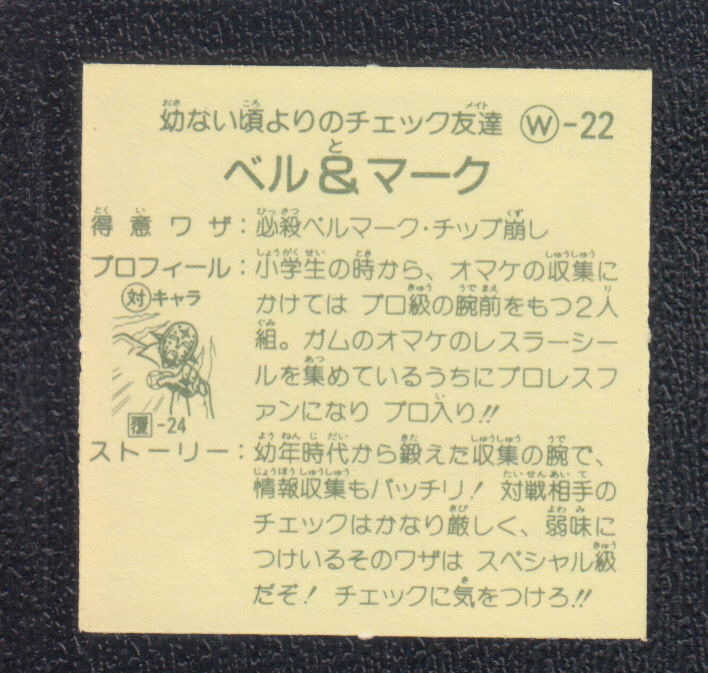 幼ない頃よりのチェック友達 Ⓦ-22
ベル&マーク
得意ワザ:必殺ベルマーク・チップ崩し
プロフィール:小学生の時から、オマケの収集に
かけては プロ級の腕前をもつ2人
組。ガムのオマケのレスラーシー
ルを集めているうちにプロレスファ
ンになり プロ入り!!
対キャラ
覆-24
ストーリー:幼年時代から鍛えた収集の腕で、
情報収集もバッチリ! 対戦相手の
チェックはかなり厳しく、弱味に
つけいるそのワザは スペシャル級
だぞ! チェックに気をつけろ!!